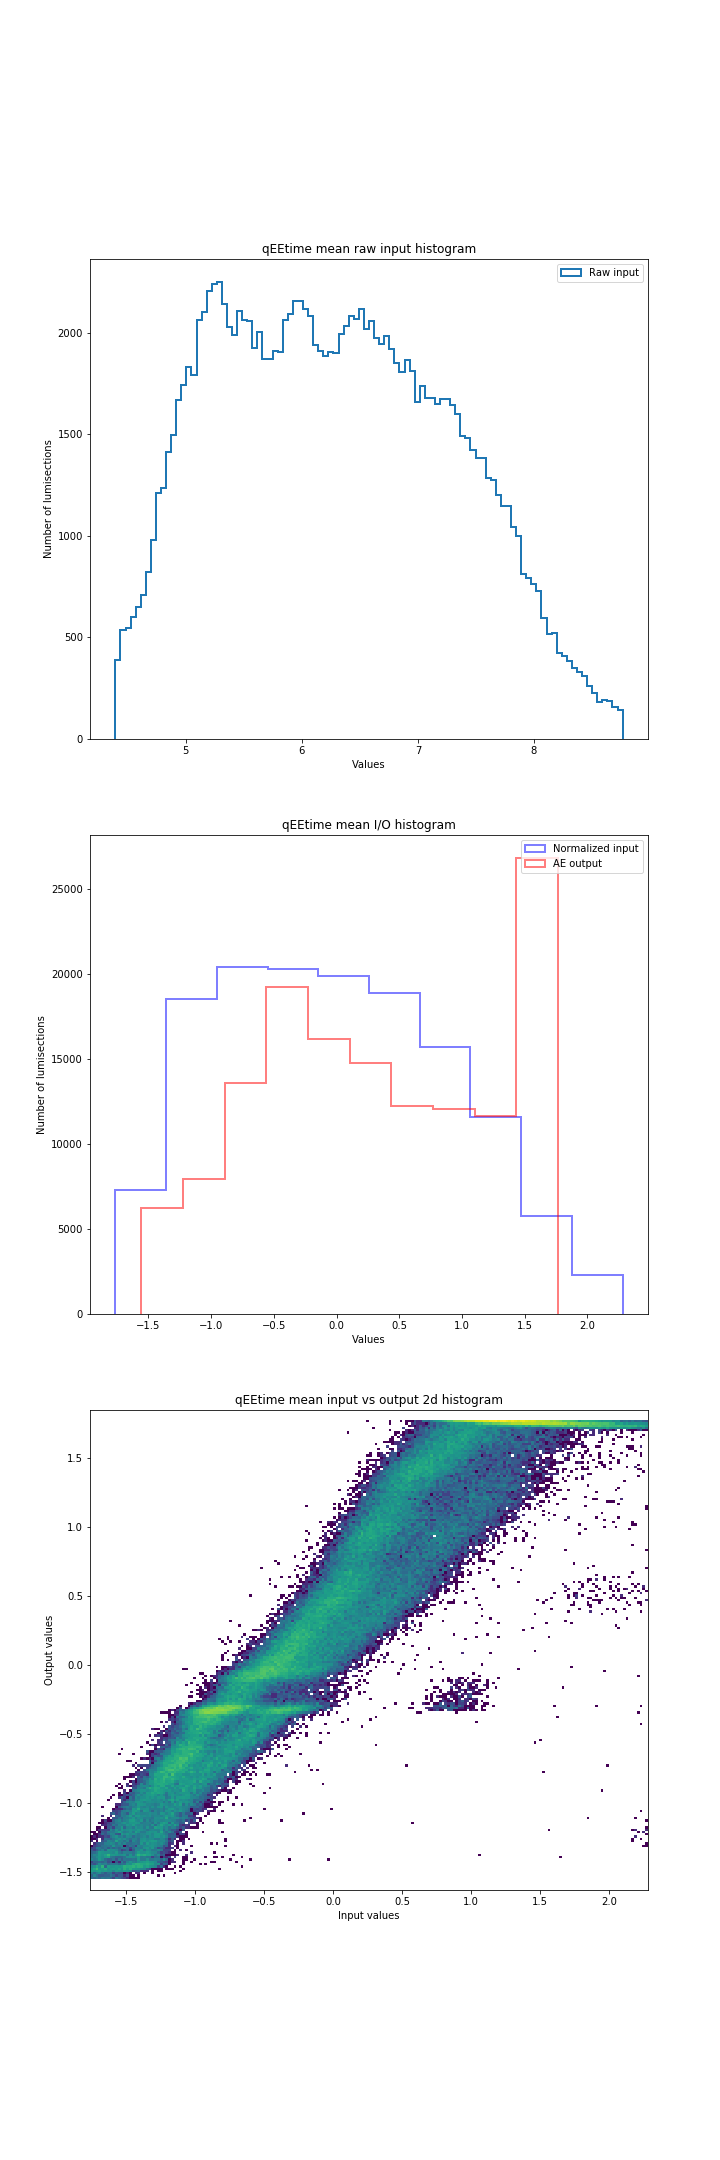 qEEtime mean raw input histogram
Raw input
2000
1500
1000
500
0
Number of lumisections
5 6 7 8
Values
qEEtime mean I/O histogram
Normalized input
AE output
25000
20000
15000
10000
5000
0
Number of lumisections
−1.5 −1.0 −0.5 0.0 0.5 1.0 1.5 2.0
Values
qEEtime mean input vs output 2d histogram
1.5
1.0
0.5
0.0
−0.5
−1.0
−1.5
Output values
−1.5 −1.0 −0.5 0.0 0.5 1.0 1.5 2.0
Input values